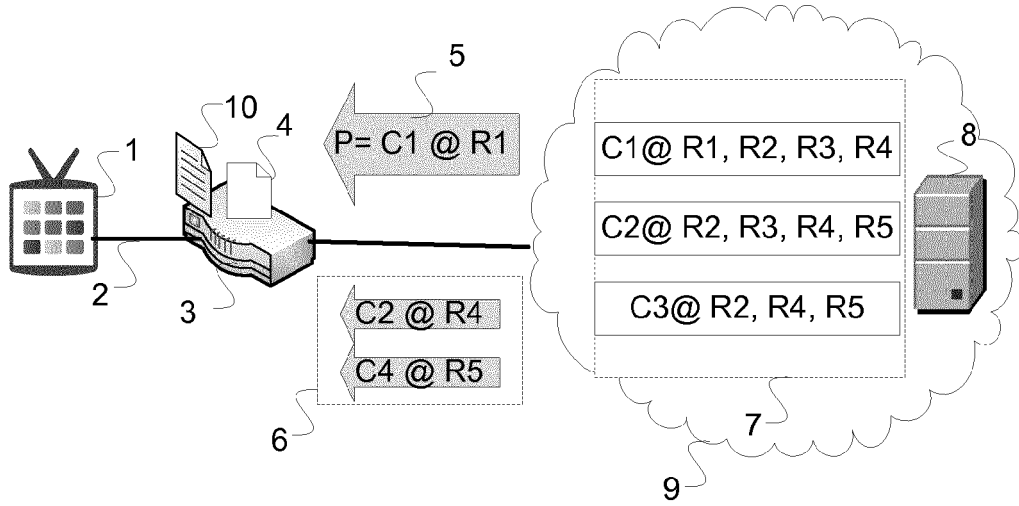 5
10
4
1
P= C1 @ R1
C1@ R1, R2, R3, R4
8
C2@ R2, R3, R4, R5
2
3
C2 @ R4
C3@ R2, R4, R5
C4 @ R5
6
7
9